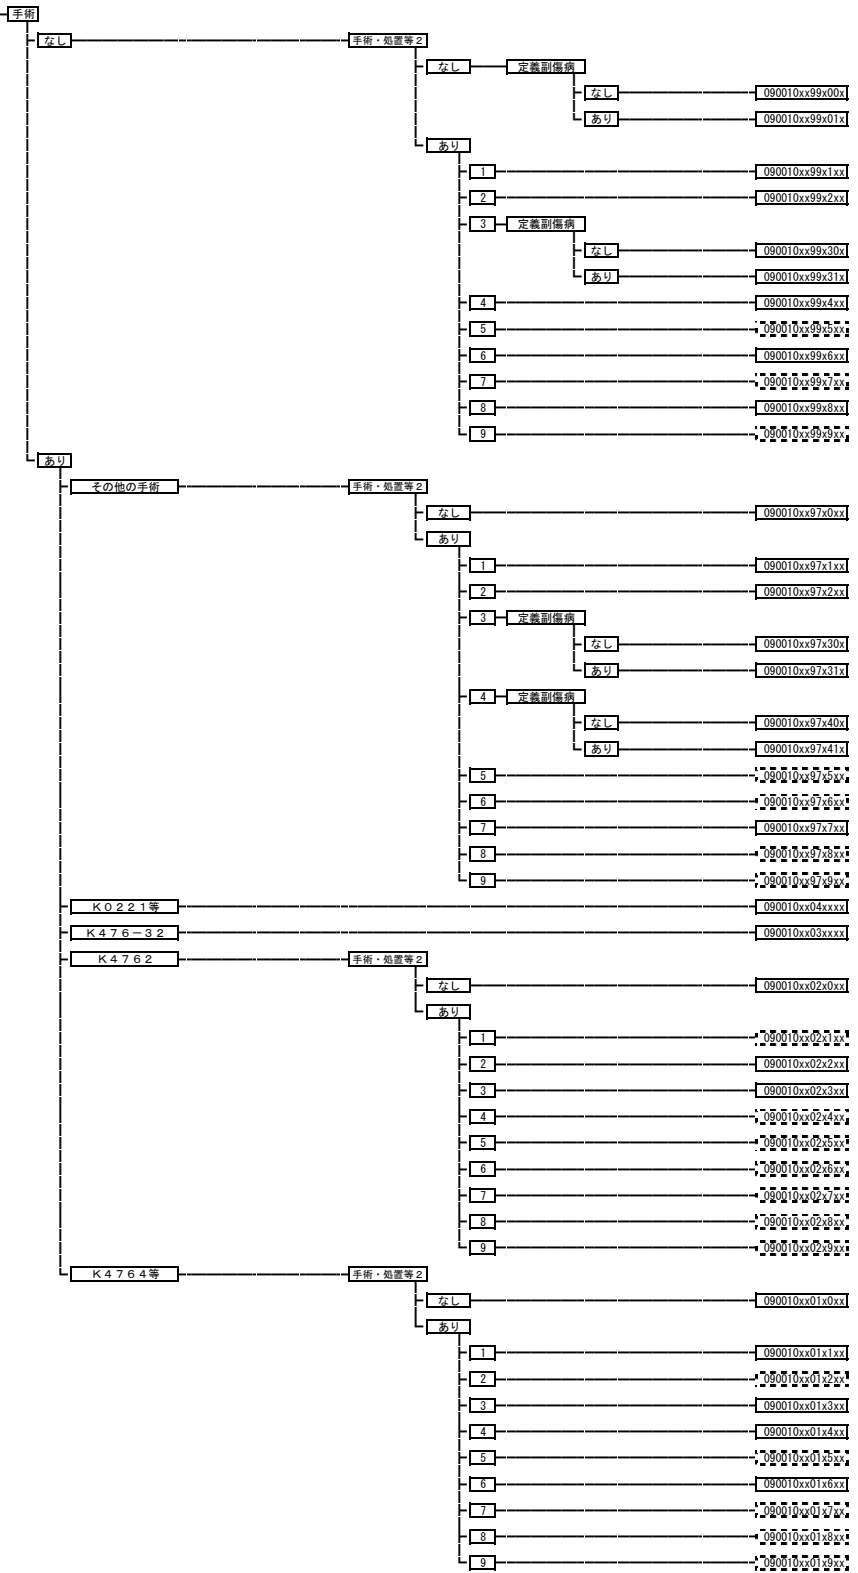 手術
なし 手術・処置等2
なし 定義副傷病
なし 090010xx99x00x
あり 090010xx99x01x
あり
1 090010xx99x1xx
2 090010xx99x2xx
3 定義副傷病
なし 090010xx99x30x
あり 090010xx99x31x
4 090010xx99x4xx
5 090010xx99x5xx
6 090010xx99x6xx
7 090010xx99x7xx
8 090010xx99x8xx
9 090010xx99x9xx
あり
その他の手術 手術・処置等2
なし 090010xx97x0xx
あり
1 090010xx97x1xx
2 090010xx97x2xx
3 定義副傷病
なし 090010xx97x30x
あり 090010xx97x31x
4 定義副傷病
なし 090010xx97x40x
あり 090010xx97x41x
5 090010xx97x5xx
6 090010xx97x6xx
7 090010xx97x7xx
8 090010xx97x8xx
9 090010xx97x9xx
K0221等 090010xx04xxxx
K476-32 090010xx03xxxx
K4762 手術・処置等2
なし 090010xx02x0xx
あり
1 090010xx02x1xx
2 090010xx02x2xx
3 090010xx02x3xx
4 090010xx02x4xx
5 090010xx02x5xx
6 090010xx02x6xx
7 090010xx02x7xx
8 090010xx02x8xx
9 090010xx02x9xx
K4764等 手術・処置等2
なし 090010xx01x0xx
あり
1 090010xx01x1xx
2 090010xx01x2xx
3 090010xx01x3xx
4 090010xx01x4xx
5 090010xx01x5xx
6 090010xx01x6xx
7 090010xx01x7xx
8 090010xx01x8xx
9 090010xx01x9xx